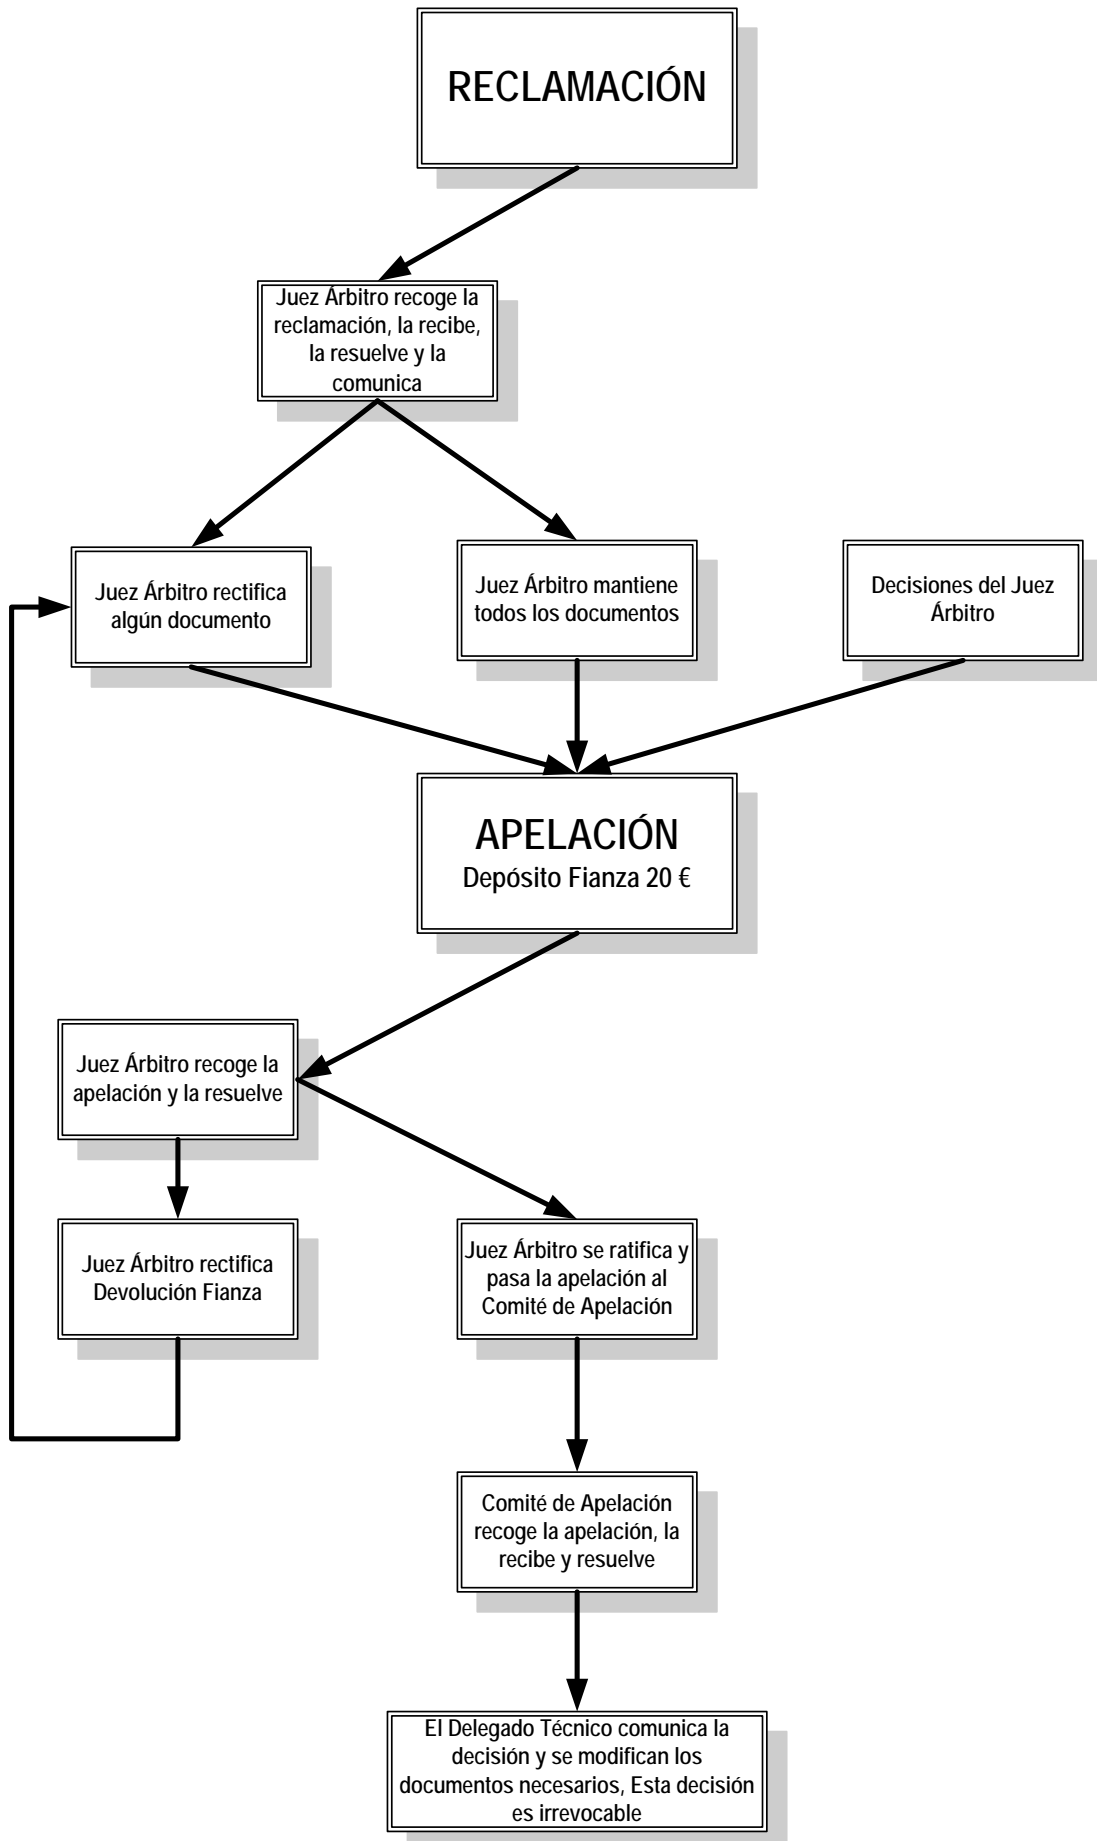 RECLAMACIÓN
Juez Árbitro recoge la
reclamación, la recibe,
la resuelve y la
comunica
Juez Árbitro rectifica
algún documento
Juez Árbitro mantiene
todos los documentos
Decisiones del Juez
Árbitro
APELACIÓN
Depósito Fianza 20 €
Juez Árbitro recoge la
apelación y la resuelve
Juez Árbitro rectifica
Devolución Fianza
Juez Árbitro se ratifica y
pasa la apelación al
Comité de Apelación
Comité de Apelación
recoge la apelación, la
recibe y resuelve
El Delegado Técnico comunica la
decisión y se modifican los
documentos necesarios, Esta decisión
es irrevocable